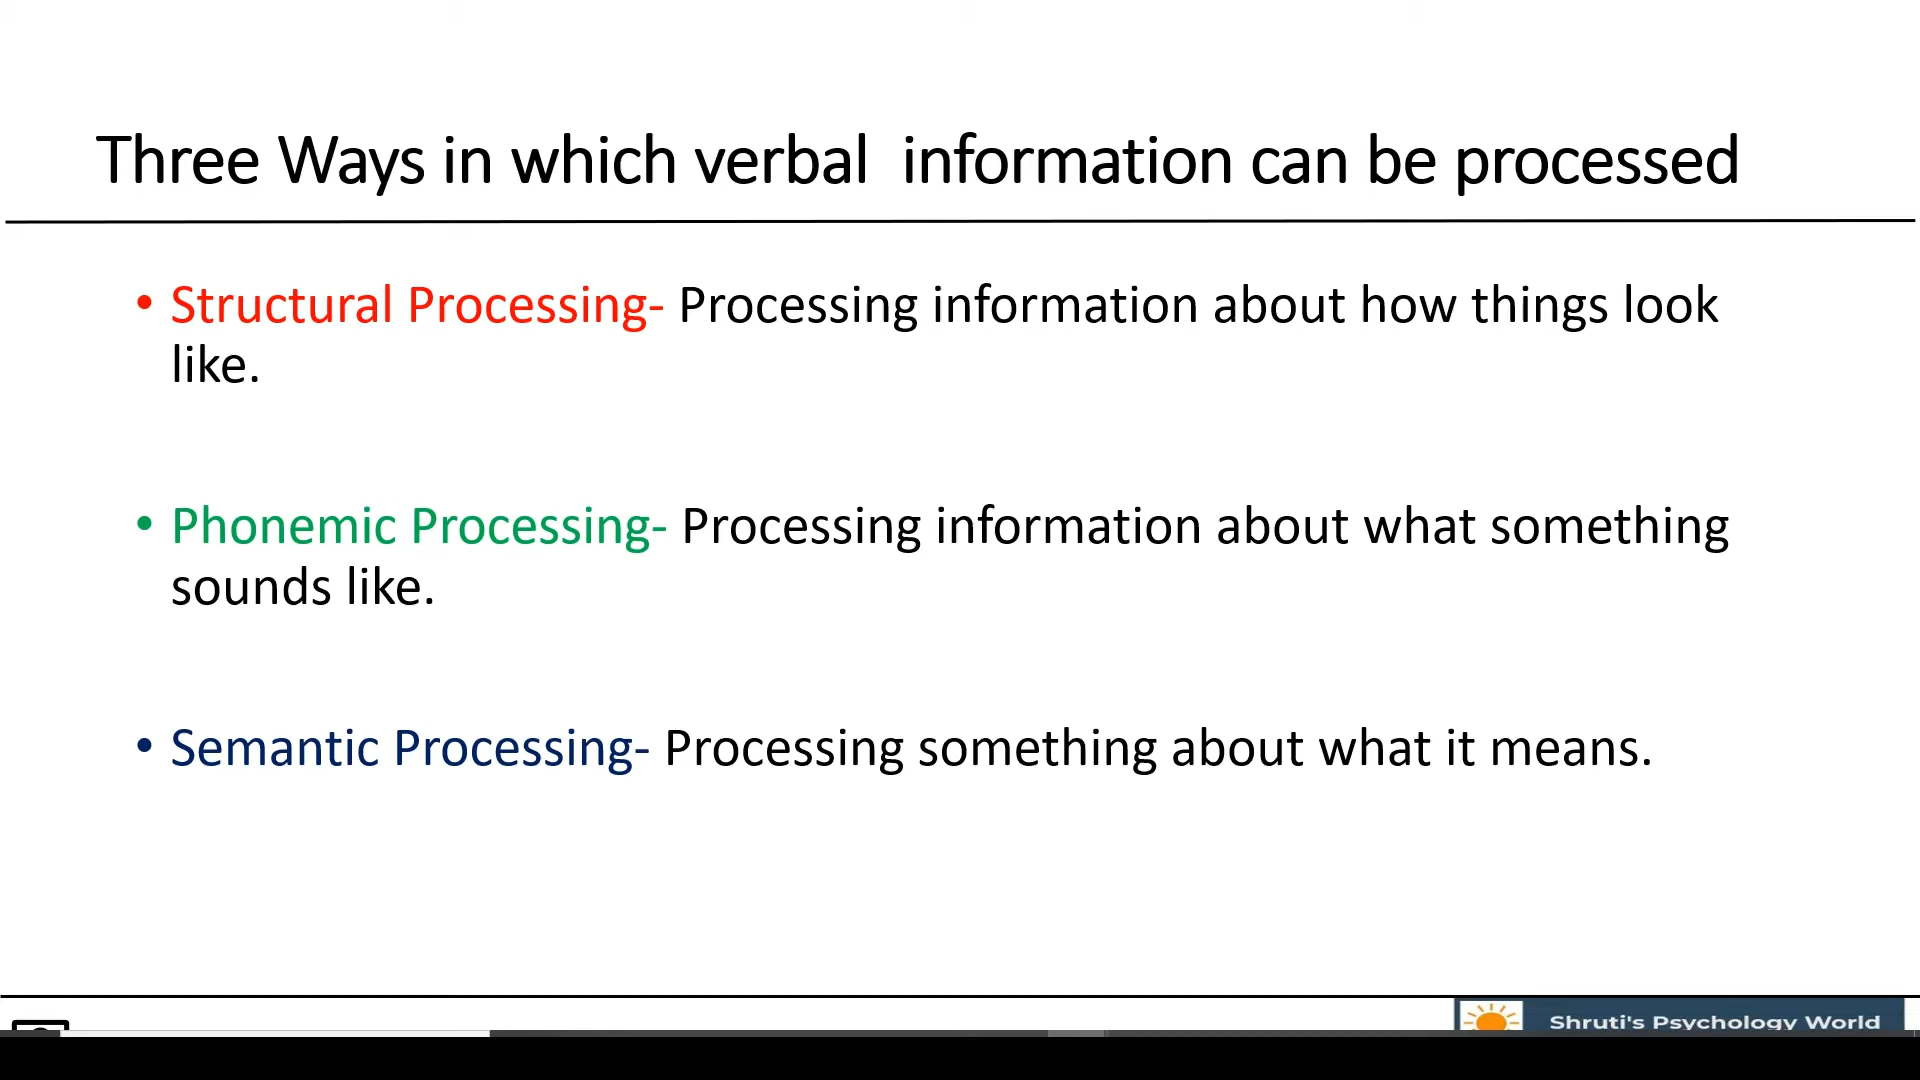 Three Ways in which verbal  information can be processed
• Structural Processing- Processing information about how things look
like.
• Phonemic Processing- Processing information about what something
sounds like.
• Semantic Processing- Processing something about what it means.
Shruti's Psychology World